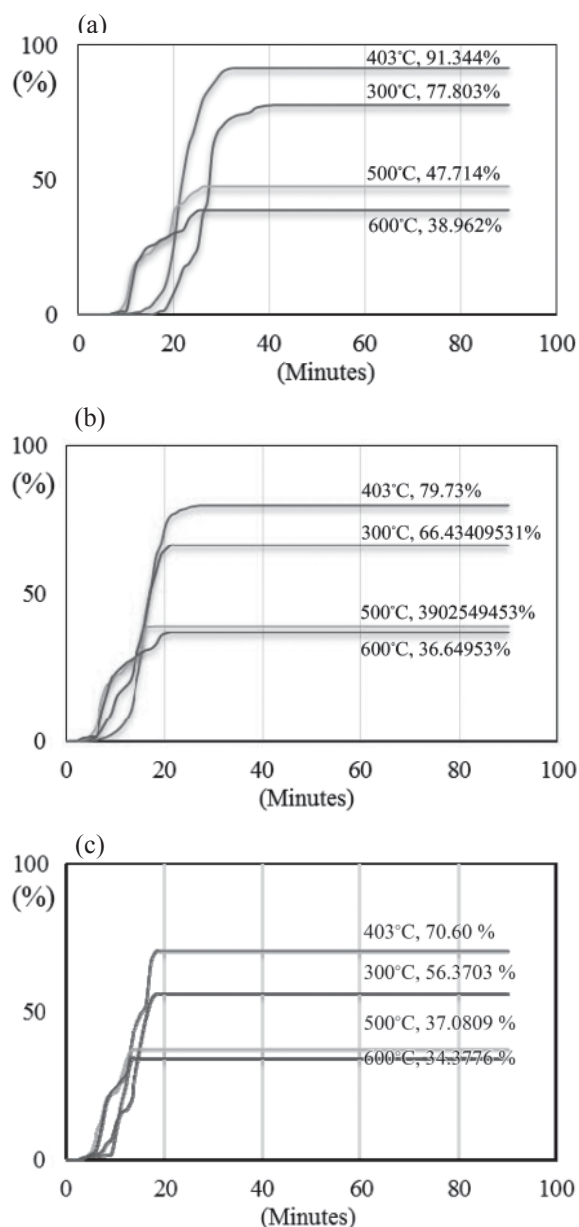 (a)
100
(%)
403°C, 91.344%
300°C, 77.803%
50
500°C, 47.714%
600°C, 38.962%
0
0 20 40 60 80 100
(Minutes)
(b)
100
(%)
403°C, 79.73%
300°C, 66.43409531%
50
500°C, 3902549453%
600°C, 36.64953%
0
0 20 40 60 80 100
(Minutes)
(c)
100
(%)
403°C, 70.60 %
300°C, 56.3703 %
50
500°C, 37.0809 %
600°C, 34.3776 %
0
0 20 40 60 80 100
(Minutes)